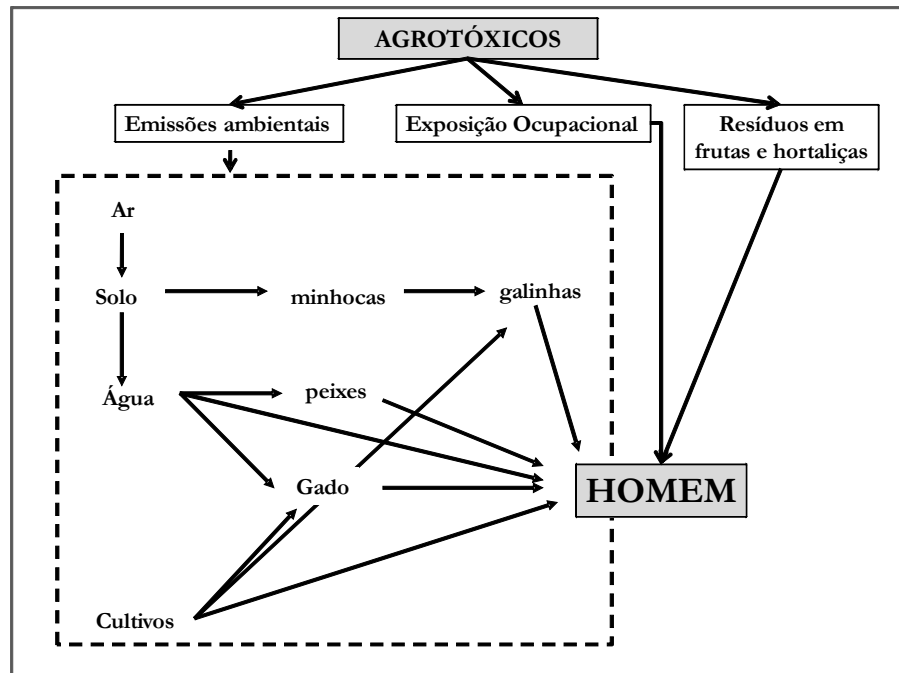 AGROTÓXICOS
Emissões ambientais
Exposição Ocupacional
Resíduos em
frutas e hortaliças
Ar
Solo
minhocas
galinhas
Água
peixes
Gado
HOMEM
Cultivos